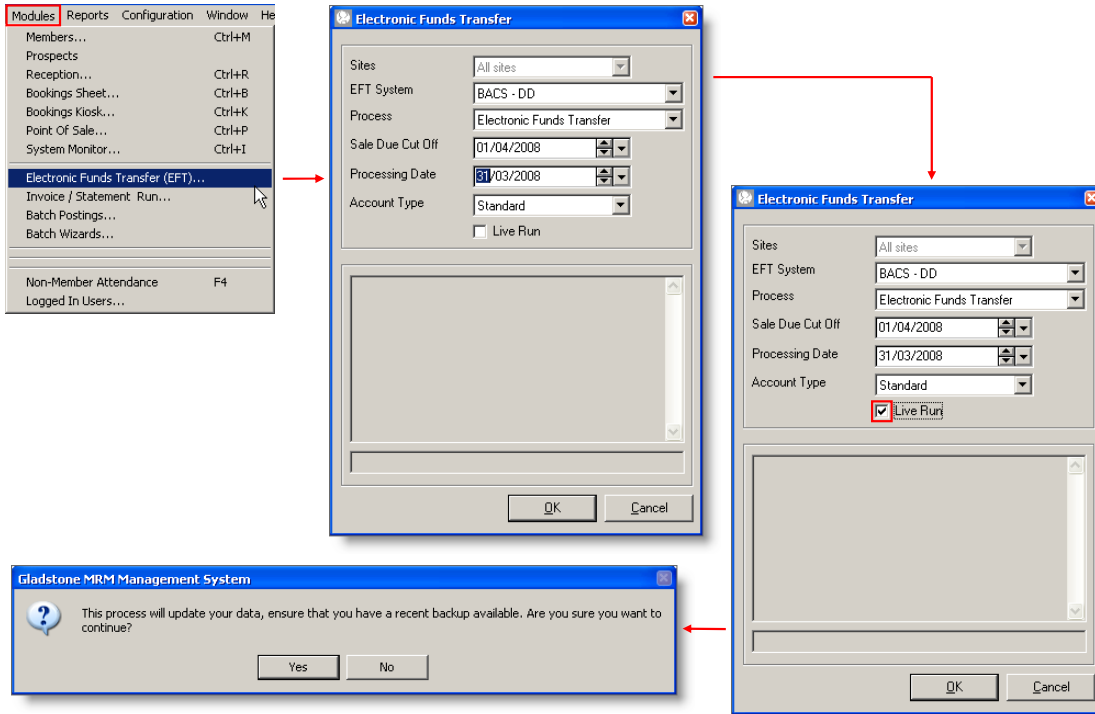 Modules Reports Configuration Window He
Members... Ctrl+M
Prospects
Reception... Ctrl+R
Bookings Sheet... Ctrl+B
Bookings Kiosk... Ctrl+K
Point Of Sale... Ctrl+P
System Monitor... Ctrl+I
Electronic Funds Transfer (EFT)...
Invoice / Statement Run...
Batch Postings...
Batch Wizards...
Non-Member Attendance F4
Logged In Users...
Electronic Funds Transfer
Sites All sites
EFT System BACS - DD
Process Electronic Funds Transfer
Sale Due Cut Off 01/04/2008
Processing Date 31/03/2008
Account Type Standard
Live Run
OK Cancel
Electronic Funds Transfer
Sites All sites
EFT System BACS - DD
Process Electronic Funds Transfer
Sale Due Cut Off 01/04/2008
Processing Date 31/03/2008
Account Type Standard
Live Run
OK Cancel
Gladstone MRM Management System
This process will update your data, ensure that you have a recent backup available. Are you sure you want to
continue?
Yes No